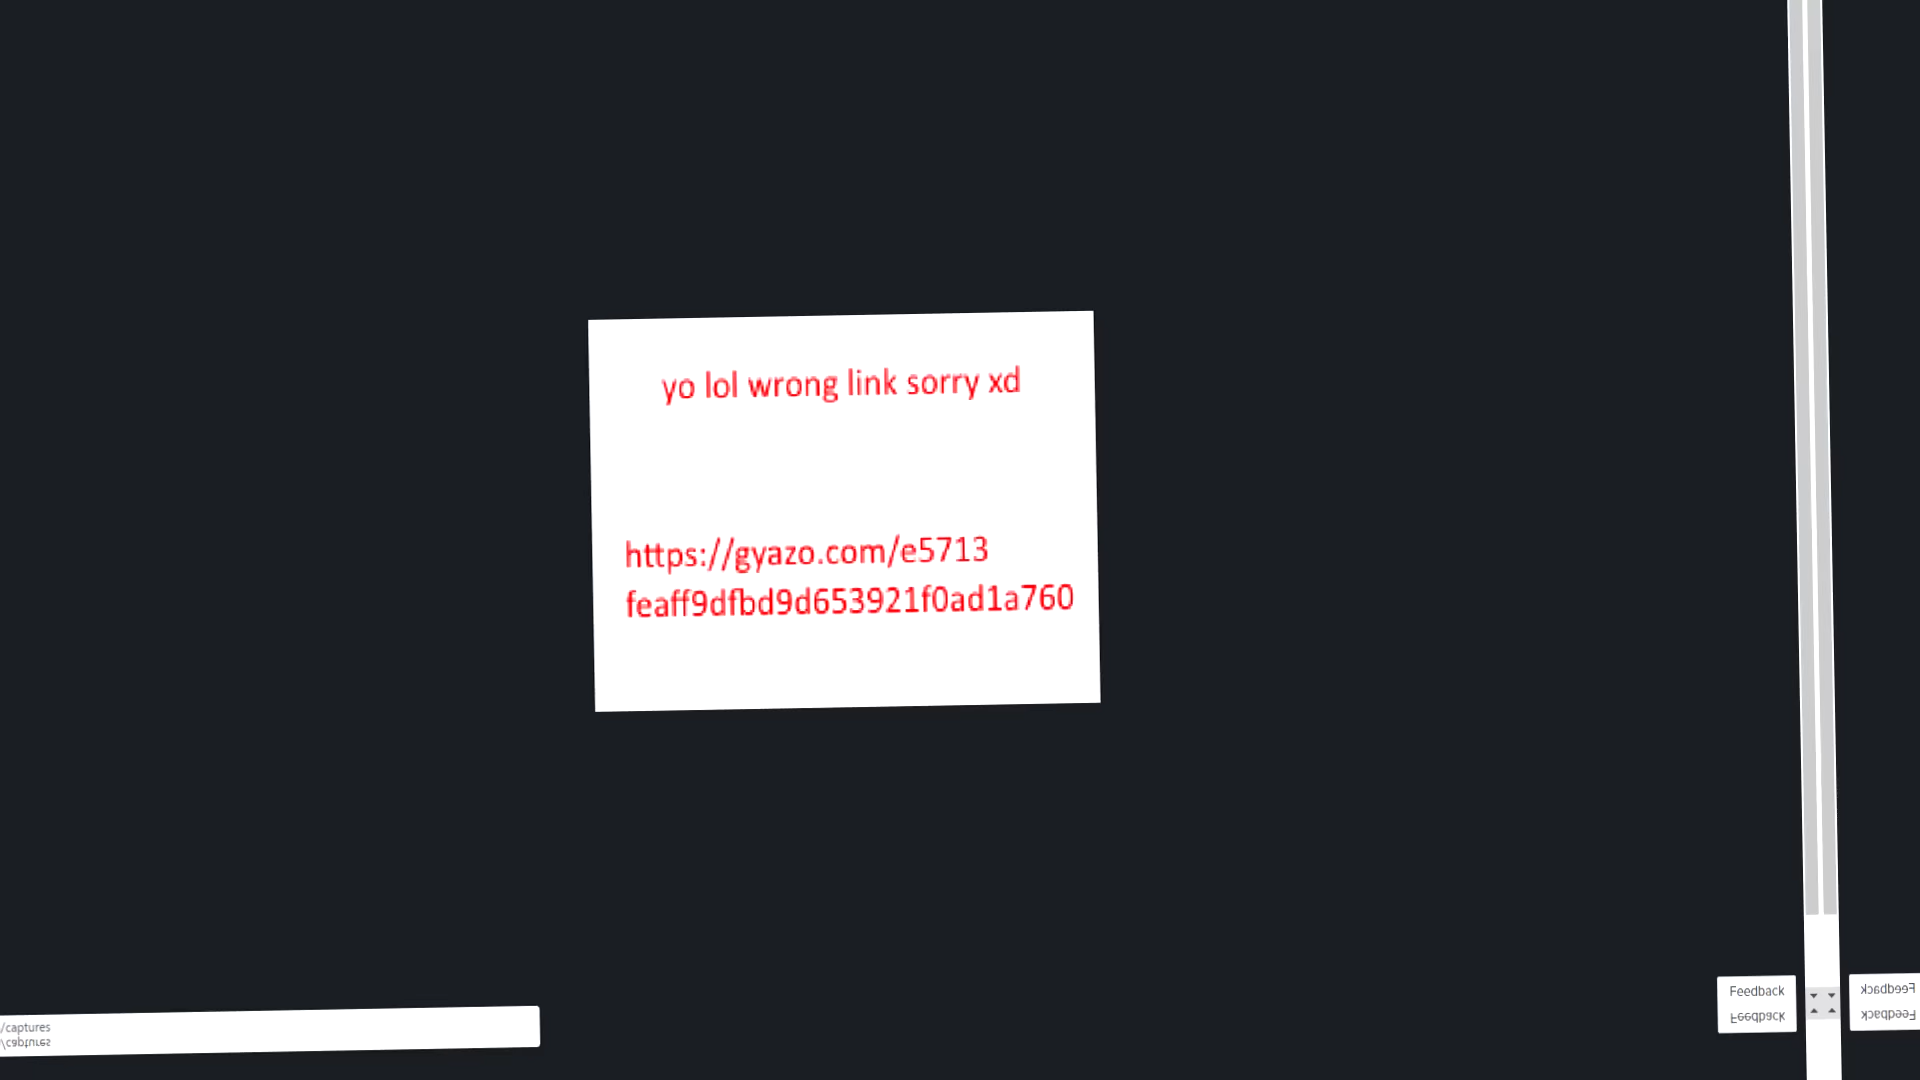 yo lol wrong link sorry xd
https://gyazo.com/e5713
feaff9dfbd9d653921f0ad1a760
/captures
/captures
Feedback
Feedback
Feedback
Feedback